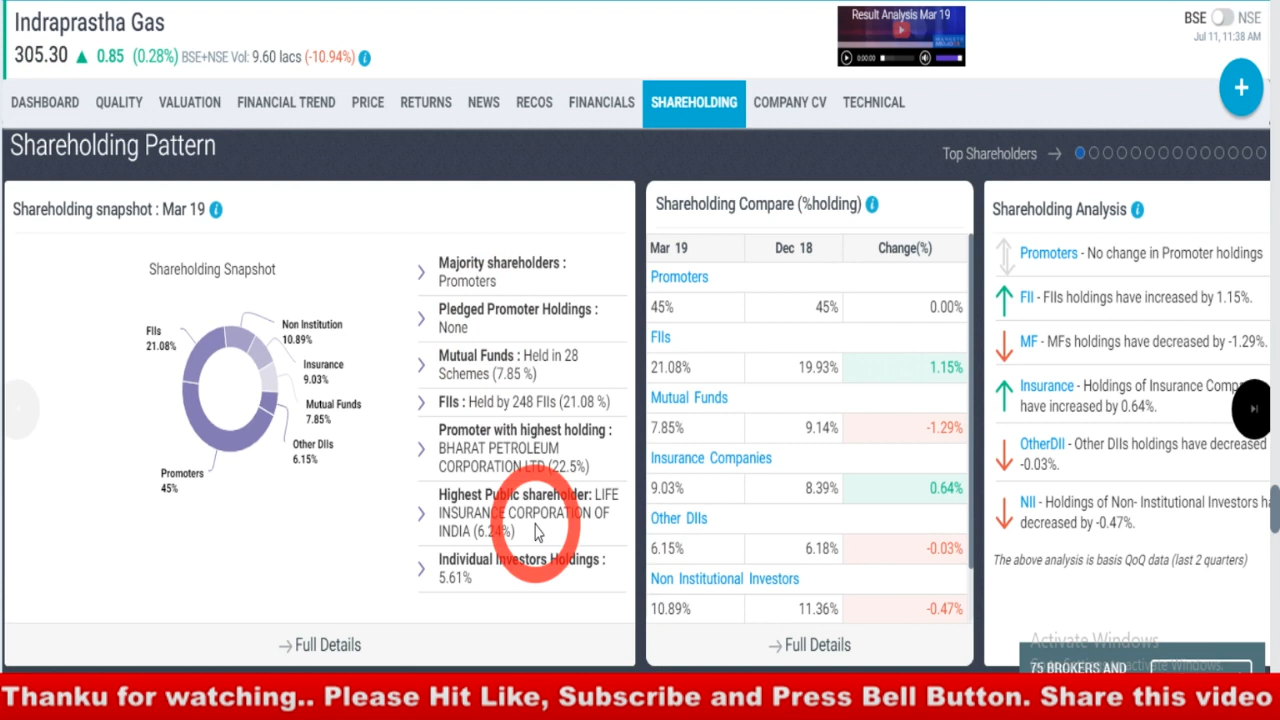 Indraprastha Gas
305.30 ▲ 0.85 (0.28%) BSE+NSE Vol: 9.60 lacs (-10.94%)
Result Analysis Mar 19
0:00:00
BSE NSE
Jul 11, 11:38 AM
+
DASHBOARD QUALITY VALUATION FINANCIAL TREND PRICE RETURNS NEWS RECOS FINANCIALS SHAREHOLDING COMPANY CV TECHNICAL
Shareholding Pattern
Top Shareholders →
Shareholding snapshot : Mar 19
Shareholding Snapshot
FIIs
21.08%
Non Institution
10.89%
Insurance
9.03%
Mutual Funds
7.85%
Other DIIs
6.15%
Promoters
45%
Majority shareholders :
Promoters
Pledged Promoter Holdings :
None
Mutual Funds : Held in 28
Schemes (7.85 %)
FIIs : Held by 248 FIIs (21.08 %)
Promoter with highest holding :
BHARAT PETROLEUM
CORPORATION LTD (22.5%)
Highest Public shareholder: LIFE
INSURANCE CORPORATION OF
INDIA (6.24%)
Individual Investors Holdings :
5.61%
→ Full Details
Shareholding Compare (%holding)
Mar 19 Dec 18 Change(%)
Promoters
45% 45% 0.00%
FIIs
21.08% 19.93% 1.15%
Mutual Funds
7.85% 9.14% -1.29%
Insurance Companies
9.03% 8.39% 0.64%
Other DIIs
6.15% 6.18% -0.03%
Non Institutional Investors
10.89% 11.36% -0.47%
→ Full Details
Shareholding Analysis
Promoters - No change in Promoter holdings
FII - FIIs holdings have increased by 1.15%.
MF - MFs holdings have decreased by -1.29%.
Insurance - Holdings of Insurance Comp
have increased by 0.64%.
OtherDII - Other DIIs holdings have decreased
-0.03%.
NII - Holdings of Non- Institutional Investors ha
decreased by -0.47%.
The above analysis is basis QoQ data (last 2 quarters)
Activate Windows
activate Windows.
75 BROKERS AND
Thanku for watching.. Please Hit Like, Subscribe and Press Bell Button. Share this video